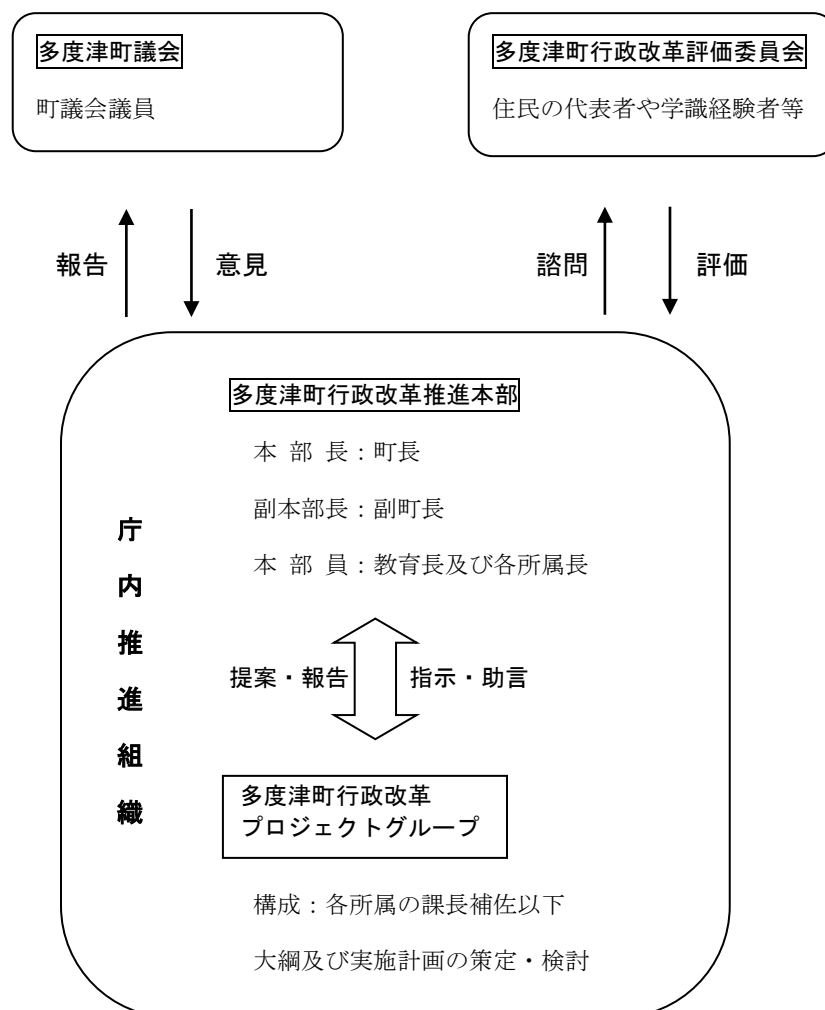 多度津町議会
町議会議員
多度津町行政改革評価委員会
住民の代表者や学識経験者等
報告
意見
諮問
評価
庁内推進組織
多度津町行政改革推進本部
本 部 長：町長
副本部長：副町長
本 部 員：教育長及び各所属長
提案・報告
指示・助言
多度津町行政改革
プロジェクトグループ
構成：各所属の課長補佐以下
大綱及び実施計画の策定・検討